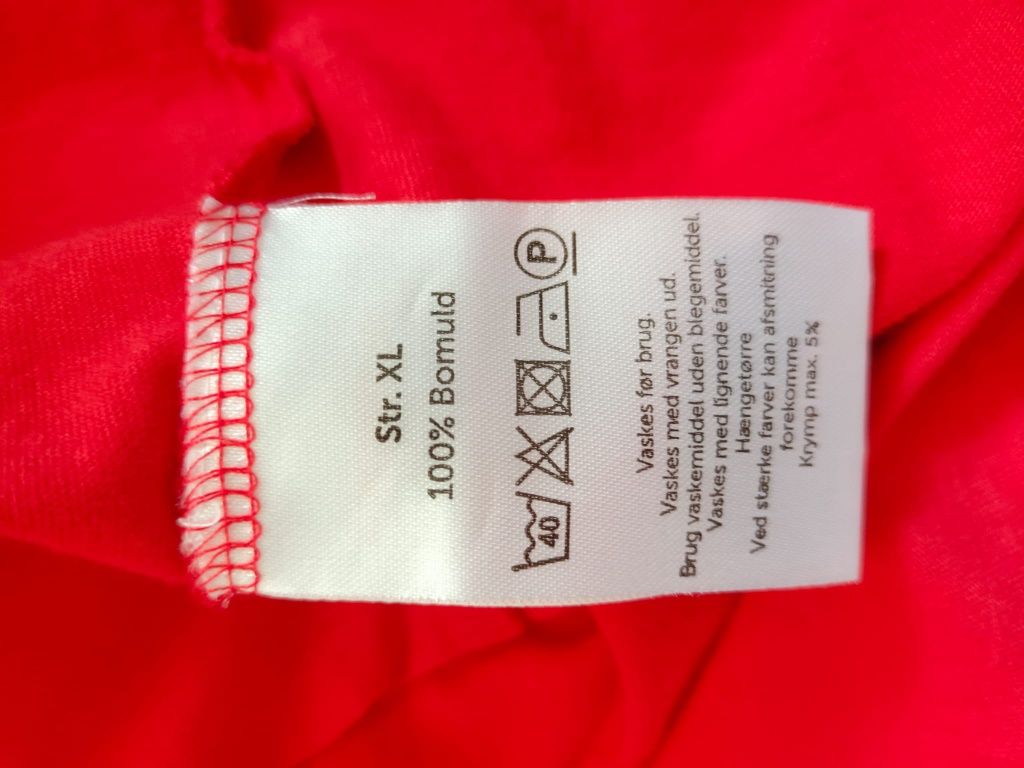 Str. XL
100% Bomuld
40 P
Vaskes før brug.
Vaskes med vrangen ud.
Brug vaskemiddel uden blegemiddel.
Vaskes med lignende farver.
Hængetørre
Ved stærke farver kan afsmitning
forekomme
Krymp max. 5%